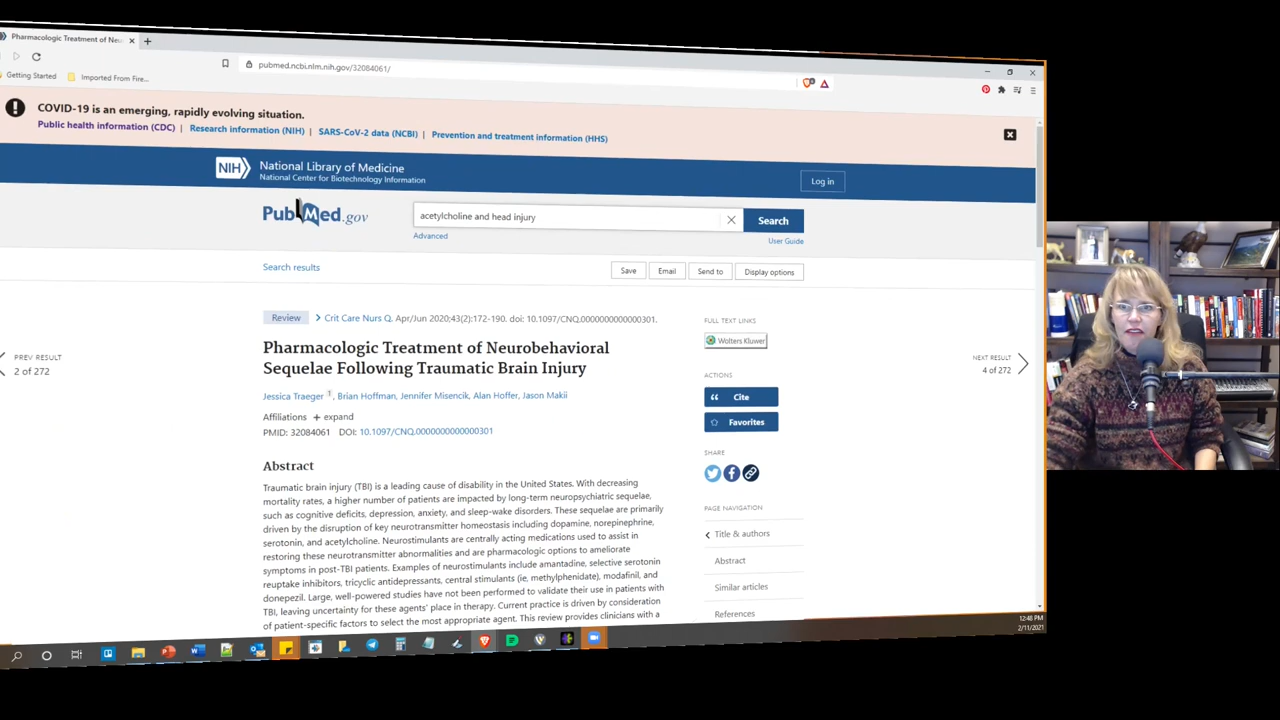 Pharmacologic Treatment of Neu
Getting Started
Imported From Fire...
pubmed.ncbi.nlm.nih.gov/32084061/
COVID-19 is an emerging, rapidly evolving situation.
Public health information (CDC) | Research information (NIH) | SARS-CoV-2 data (NCBI) | Prevention and treatment information (HHS)
NIH
National Library of Medicine
National Center for Biotechnology Information
Log in
PubMed.gov
acetylcholine and head injury
Search
Advanced
User Guide
Search results
Save
Email
Send to
Display options
Review
Crit Care Nurs Q. Apr/Jun 2020;43(2):172-190. doi: 10.1097/CNQ.0000000000000301.
Pharmacologic Treatment of Neurobehavioral
Sequelae Following Traumatic Brain Injury
Jessica Traeger 1, Brian Hoffman, Jennifer Misencik, Alan Hoffer, Jason Makii
Affiliations + expand
PMID: 32084061 DOI: 10.1097/CNQ.0000000000000301
Abstract
Traumatic brain injury (TBI) is a leading cause of disability in the United States. With decreasing
mortality rates, a higher number of patients are impacted by long-term neuropsychiatric sequelae,
such as cognitive deficits, depression, anxiety, and sleep-wake disorders. These sequelae are primarily
driven by the disruption of key neurotransmitter homeostasis including dopamine, norepinephrine,
serotonin, and acetylcholine. Neurostimulants are centrally acting medications used to assist in
restoring these neurotransmitter abnormalities and are pharmacologic options to ameliorate
symptoms in post-TBI patients. Examples of neurostimulants include amantadine, selective serotonin
reuptake inhibitors, tricyclic antidepressants, central stimulants (ie, methylphenidate), modafinil, and
donepezil. Large, well-powered studies have not been performed to validate their use in patients with
TBI, leaving uncertainty for these agents' place in therapy. Current practice is driven by consideration
of patient-specific factors to select the most appropriate agent. This review provides clinicians with a
PREV RESULT
2 of 272
NEXT RESULT
4 of 272
FULL TEXT LINKS
Wolters Kluwer
ACTIONS
Cite
Favorites
SHARE
PAGE NAVIGATION
Title & authors
Abstract
Similar articles
References
12:48 PM
2/11/2021